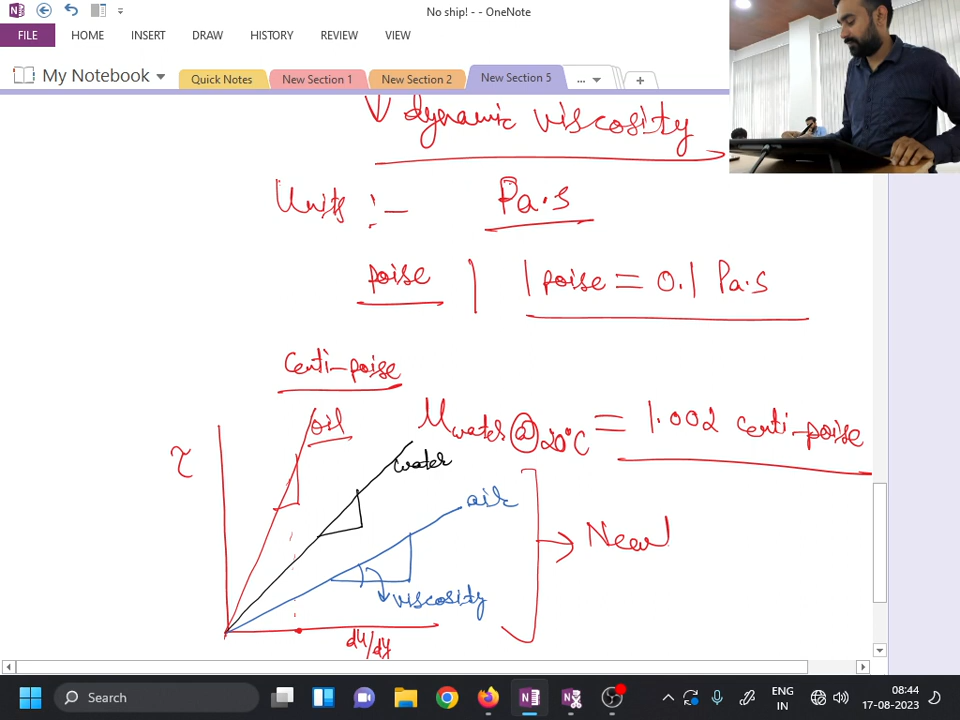 No ship! - - OneNote
FILE HOME INSERT DRAW HISTORY REVIEW VIEW
My Notebook Quick Notes New Section 1 New Section 2 New Section 5 ... +
dynamic viscosity
Units :- Pa.s
poise | 1 poise = 0.1 Pa.s
Centi-poise
oil μwater @ 20°C = 1.002 centi-poise
τ water
air
→ New
viscosity
du/dy
Search
ENG
IN
08:44
17-08-2023